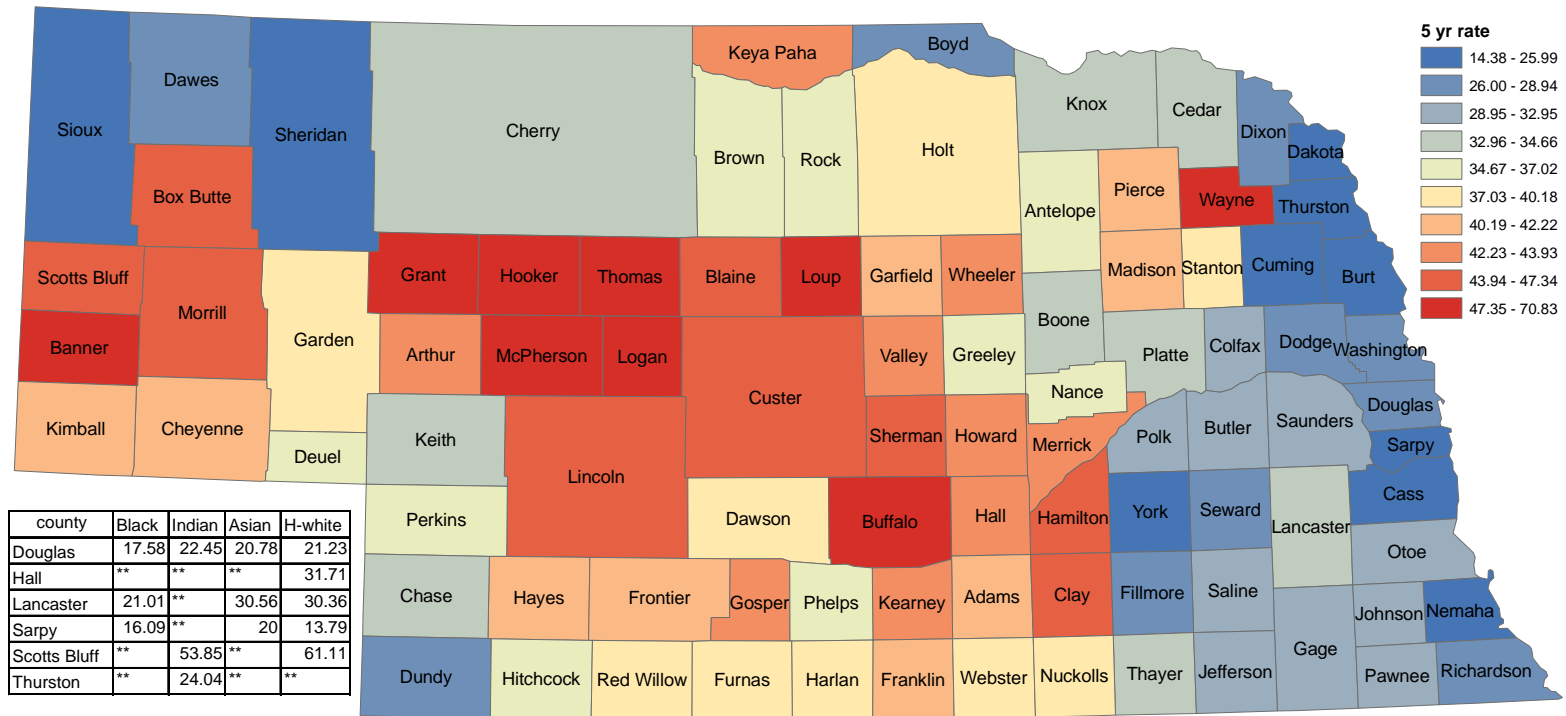 5 yr rate
14.38 - 25.99
26.00 - 28.94
28.95 - 32.95
32.96 - 34.66
34.67 - 37.02
37.03 - 40.18
40.19 - 42.22
42.23 - 43.93
43.94 - 47.34
47.35 - 70.83
Keya Paha
Boyd
Dawes
Sioux
Sheridan
Cherry
Brown
Rock
Holt
Knox
Cedar
Dixon
Dakota
Box Butte
Antelope
Pierce
Wayne
Thurston
Scotts Bluff
Morrill
Grant
Hooker
Thomas
Blaine
Loup
Garfield
Wheeler
Madison
Stanton
Cuming
Burt
Banner
Garden
Arthur
McPherson
Logan
Custer
Valley
Greeley
Boone
Platte
Colfax
Dodge
Washington
Kimball
Cheyenne
Deuel
Keith
Lincoln
Sherman
Howard
Nance
Merrick
Polk
Butler
Saunders
Douglas
Sarpy
Perkins
Dawson
Buffalo
Hall
Hamilton
York
Seward
Lancaster
Cass
Otoe
Chase
Hayes
Frontier
Gosper
Phelps
Kearney
Adams
Clay
Fillmore
Saline
Johnson
Nemaha
Dundy
Hitchcock
Red Willow
Furnas
Harlan
Franklin
Webster
Nuckolls
Thayer
Jefferson
Gage
Pawnee
Richardson
county Black Indian Asian H-white
Douglas 17.58 22.45 20.78 21.23
Hall ** ** ** 31.71
Lancaster 21.01 ** 30.56 30.36
Sarpy 16.09 ** 20 13.79
Scotts Bluff ** 53.85 ** 61.11
Thurston ** 24.04 ** **